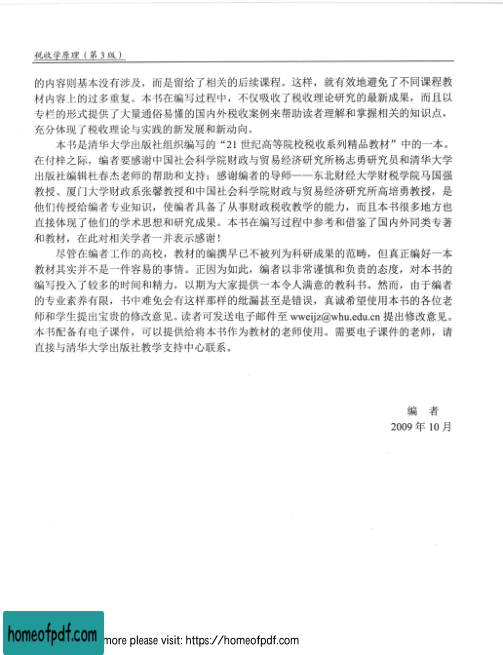 税收学原理（第 3 版）
的内容则基本没有涉及，而是留给了相关的后续课程。这样，就有效地避免了不同课程教
材内容上的过多重复。本书在编写过程中，不仅吸收了税收理论研究的最新成果，而且以
专栏的形式提供了大量通俗易懂的国内外税收案例来帮助读者理解和掌握相关的知识点，
充分体现了税收理论与实践的新发展和新动向。
本书是清华大学出版社组织编写的“21 世纪高等院校税收系列精品教材”中的一本。
在付梓之际，编者要感谢中国社会科学院财政与贸易经济研究所杨志勇研究员和清华大学
出版社编辑杜春杰老师的帮助和支持；感谢编者的导师——东北财经大学财税学院马国强
教授、厦门大学财政系张馨教授和中国社会科学院财政与贸易经济研究所高培勇教授，是
他们传授给编者专业知识，使编者具备了从事财政税收教学的能力，而且本书很多地方也
直接体现了他们的学术思想和研究成果。本书在编写过程中参考和借鉴了国内外同类专著
和教材，在此对相关学者一并表示感谢！
尽管在编者工作的高校，教材的编撰早已不被列为科研成果的范畴，但真正编好一本
教材其实并不是一件容易的事情。正因为如此，编者以非常谨慎和负责的态度，对本书的
编写投入了较多的时间和精力，以期为大家提供一本令人满意的教科书。然而，由于编者
的专业素养有限，书中难免会有这样那样的纰漏甚至是错误，真诚希望使用本书的各位老
师和学生提出宝贵的修改意见。读者可发送电子邮件至 wweijz@whu.edu.cn 提出修改意见。
本书配备有电子课件，可以提供给将本书作为教材的老师使用。需要电子课件的老师，请
直接与清华大学出版社教学支持中心联系。
编 者
2009 年 10 月
homeofpdf.com
more please visit: https://homeofpdf.com